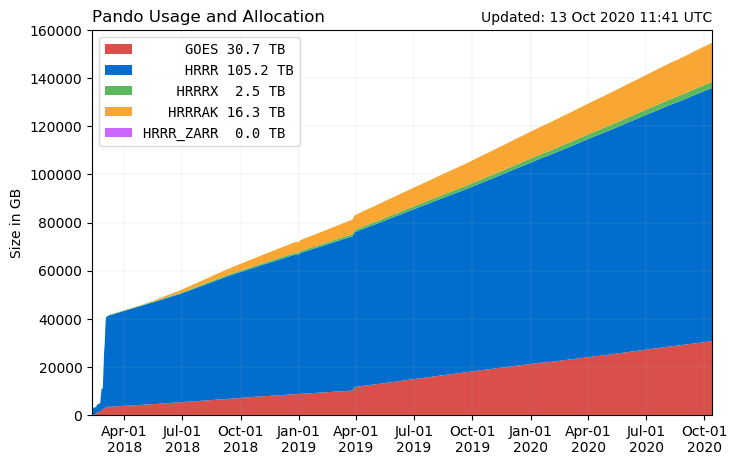 Pando Usage and Allocation
Updated: 13 Oct 2020 11:41 UTC
GOES 30.7 TB
HRRR 105.2 TB
HRRRX 2.5 TB
HRRRAK 16.3 TB
HRRR_ZARR 0.0 TB
Size in GB
160000
140000
120000
100000
80000
60000
40000
20000
0
Apr-01 Jul-01 Oct-01 Jan-01 Apr-01 Jul-01 Oct-01 Jan-01 Apr-01 Jul-01 Oct-01
2018 2018 2018 2019 2019 2019 2019 2020 2020 2020 2020